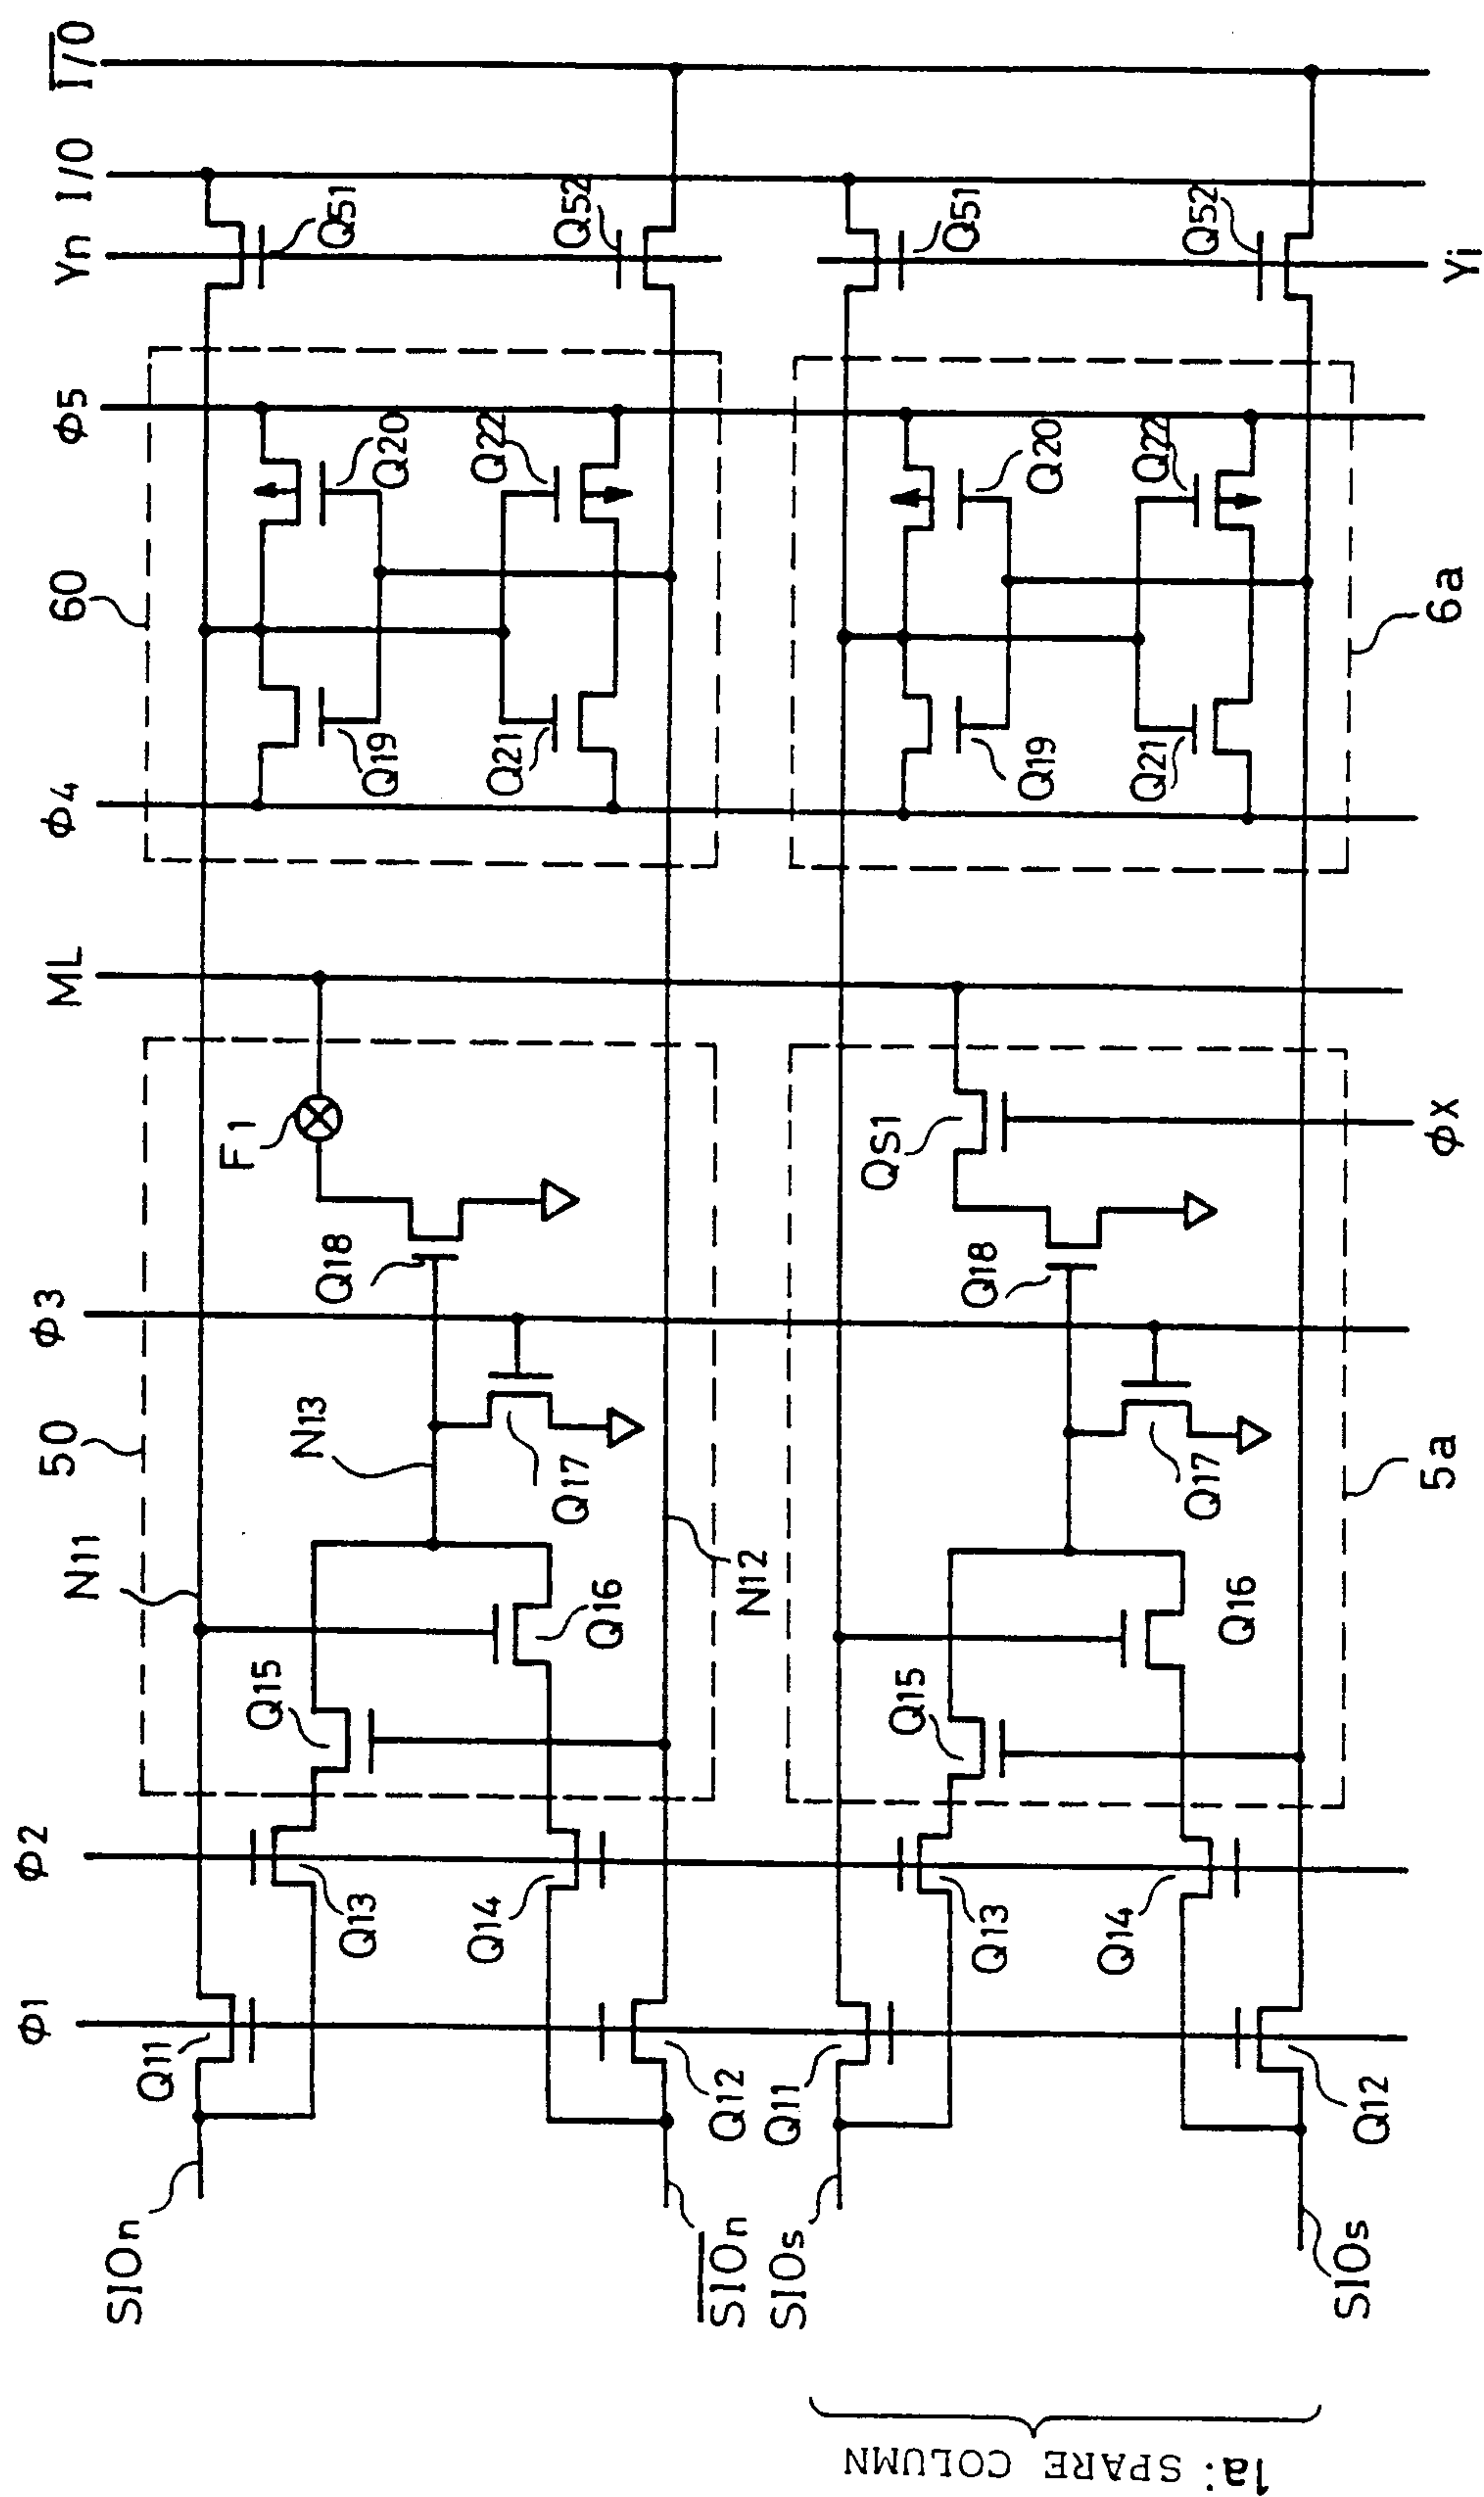 Φ1 Φ2 Φ3 ML Φ4 Φ5 Yn I/O I̅/̅O̅
50 60
SIOn
Q11
N11
Q15
F1
Q13
N13
Q18
Q19
Q20
Q51
Q14
Q16
Q17
Q21
Q22
Q52
S̅I̅O̅n
Q12
N12
SIOs
Q11
Q15
QS1
Q13
Q18
Q19
Q20
Q51
Q14
Q16
Q17
Q21
Q22
Q52
SIOs
Q12
5a
ΦX
6a
Yi
1a: SPARE COLUMN